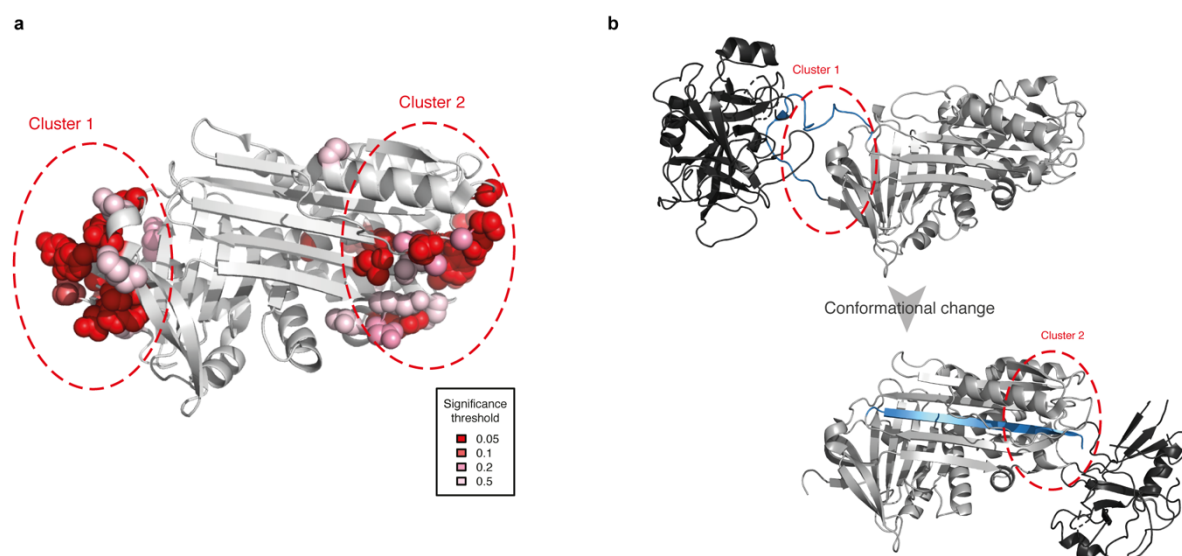 a
Cluster 1
Cluster 2
Significance
threshold
0.05
0.1
0.2
0.5
b
Cluster 1
Conformational change
Cluster 2